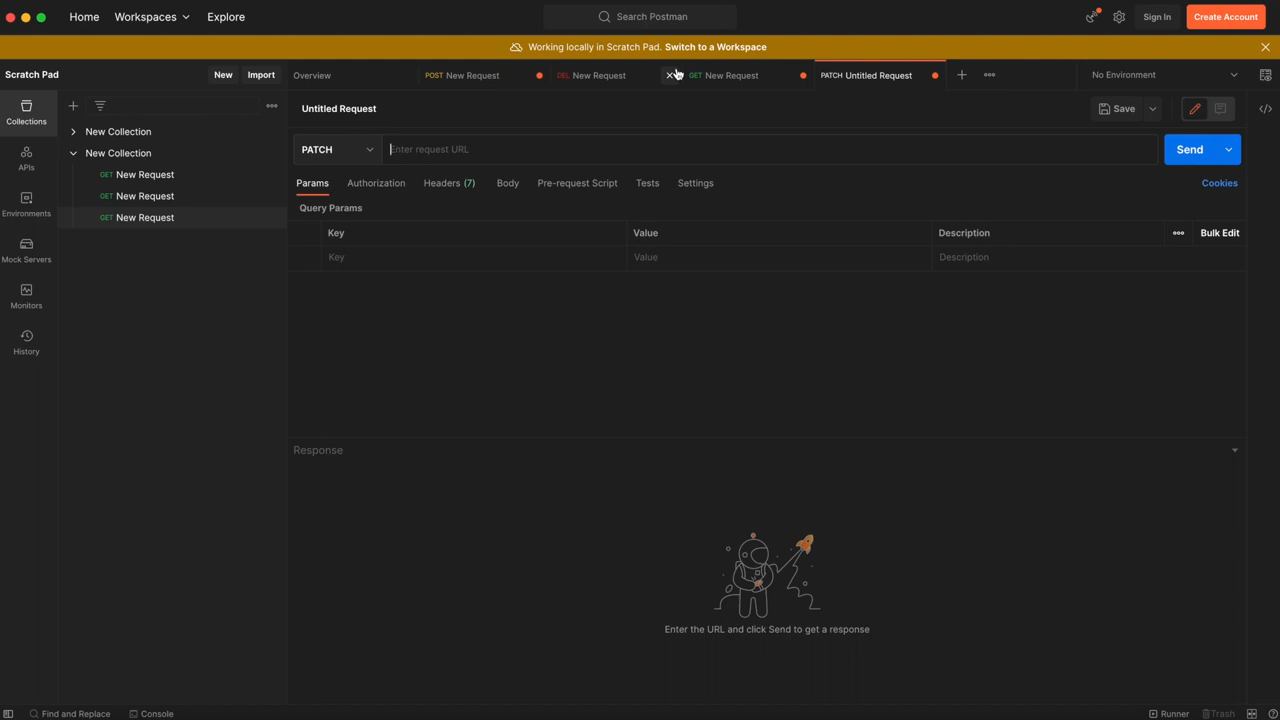 Home Workspaces Explore Search Postman Sign In Create Account
Working locally in Scratch Pad. Switch to a Workspace
Scratch Pad New Import Overview POST New Request DEL New Request GET New Request PATCH Untitled Request No Environment
Collections
Untitled Request Save
New Collection
New Collection
PATCH Enter request URL Send
APIs
GET New Request
Params Authorization Headers (7) Body Pre-request Script Tests Settings Cookies
GET New Request
Environments
Query Params
GET New Request
Key Value Description Bulk Edit
Mock Servers
Key Value Description
Monitors
History
Response
Enter the URL and click Send to get a response
Find and Replace Console Runner Trash